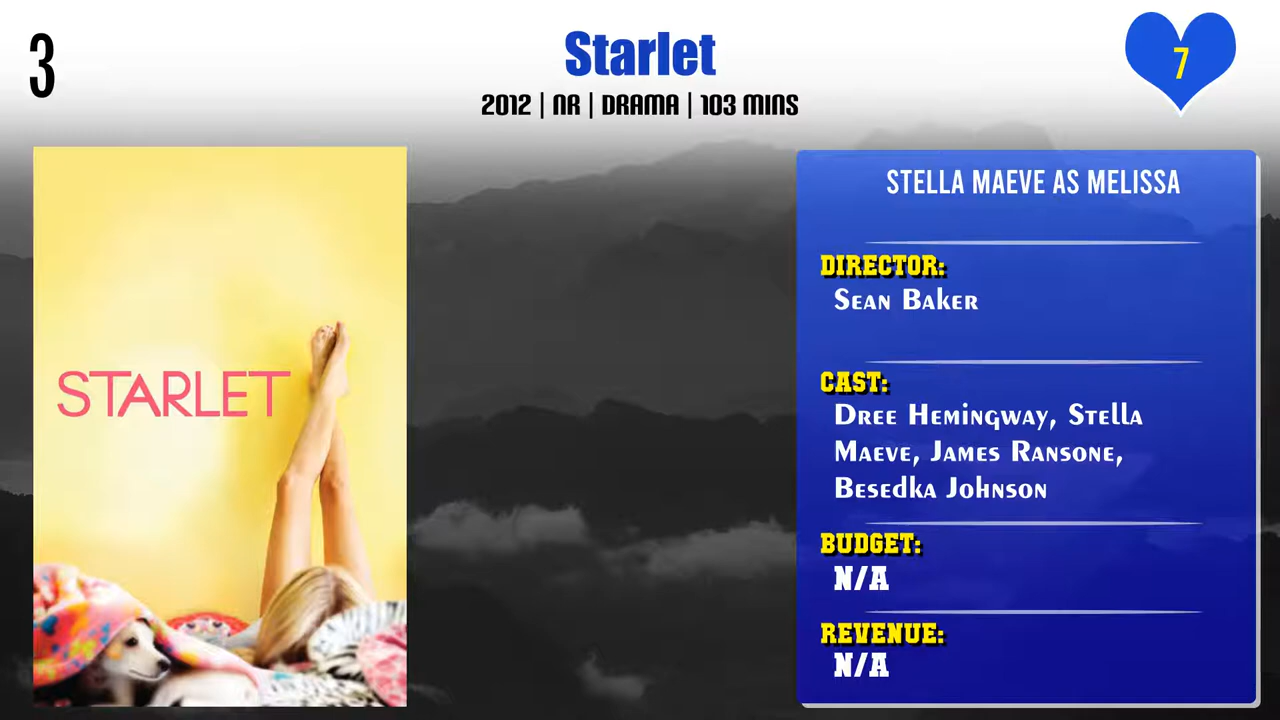 3
Starlet
7
2012 | NR | DRAMA | 103 MINS
STARLET
STELLA MAEVE AS MELISSA
DIRECTOR:
Sean Baker
CAST:
Dree Hemingway, Stella
Maeve, James Ransone,
Besedka Johnson
BUDGET:
N/A
REVENUE:
N/A